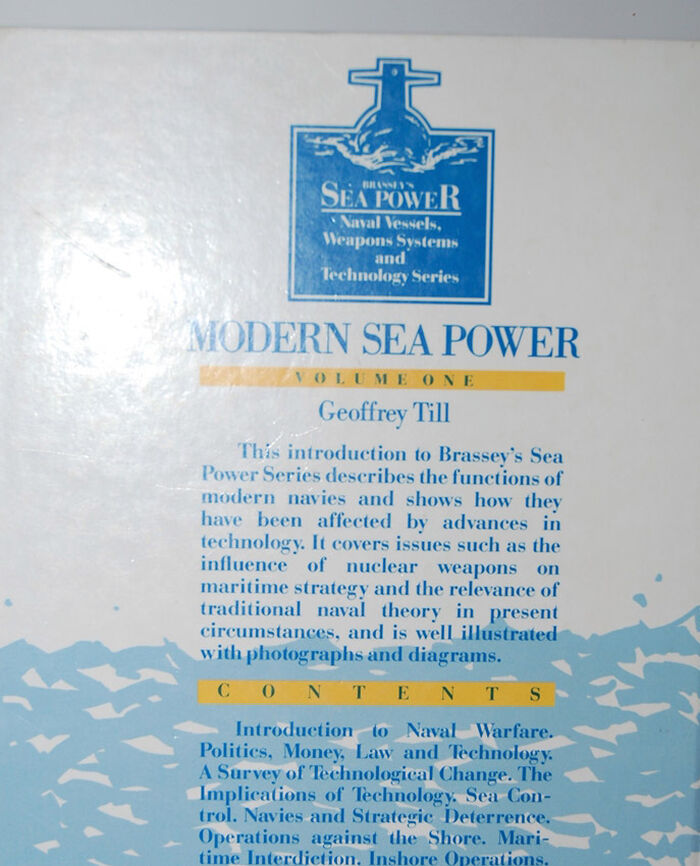 BRASSEY'S
SEA POWER
Naval Vessels,
Weapons Systems
and
Technology Series
MODERN SEA POWER
VOLUME ONE
Geoffrey Till
This introduction to Brassey's Sea
Power Series describes the functions of
modern navies and shows how they
have been affected by advances in
technology. It covers issues such as the
influence of nuclear weapons on
maritime strategy and the relevance of
traditional naval theory in present
circumstances, and is well illustrated
with photographs and diagrams.
CONTENTS
Introduction to Naval Warfare.
Politics, Money, Law and Technology.
A Survey of Technological Change. The
Implications of Technology. Sea Con-
trol. Navies and Strategic Deterrence.
Operations against the Shore. Mari-
time Interdiction. Inshore Operations.